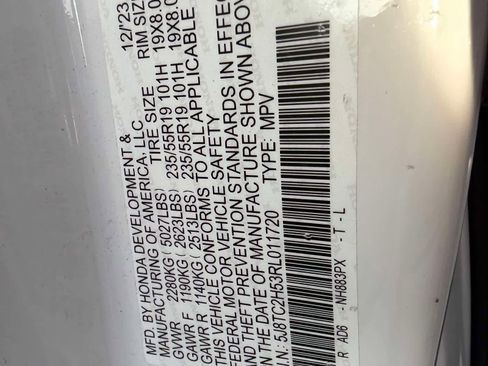 MFD. BY HONDA DEVELOPMENT & 12/23
MANUFACTURING OF AMERICA, LLC.
TIRE SIZE RIM SIZE
GVWR 2280KG ( 5027LBS)
GAWR F 1190KG ( 2623LBS) 235/55R19 101H 19X8.0
GAWR R 1140KG ( 2513LBS) 235/55R19 101H 19X8.0
THIS VEHICLE CONFORMS TO ALL APPLICABLE
FEDERAL MOTOR VEHICLE SAFETY
AND THEFT PREVENTION STANDARDS IN EFFECT
ON THE DATE OF MANUFACTURE SHOWN ABOVE
V.I.N.: 5J8TC2H53RL011720 TYPE: MPV
R AD6 - NH883PX - T - L